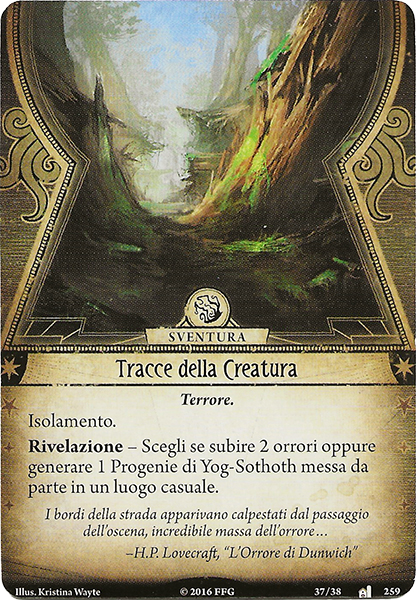 SVENTURA
Tracce della Creatura
Terrore.
Isolamento.
Rivelazione – Scegli se subire 2 orrori oppure
generare 1 Progenie di Yog-Sothoth messa da
parte in un luogo casuale.
I bordi della strada apparivano calpestati dal passaggio
dell'oscena, incredibile massa dell'orrore…
–H.P. Lovecraft, “L'Orrore di Dunwich”
Illus. Kristina Wayte © 2016 FFG 37/38 259